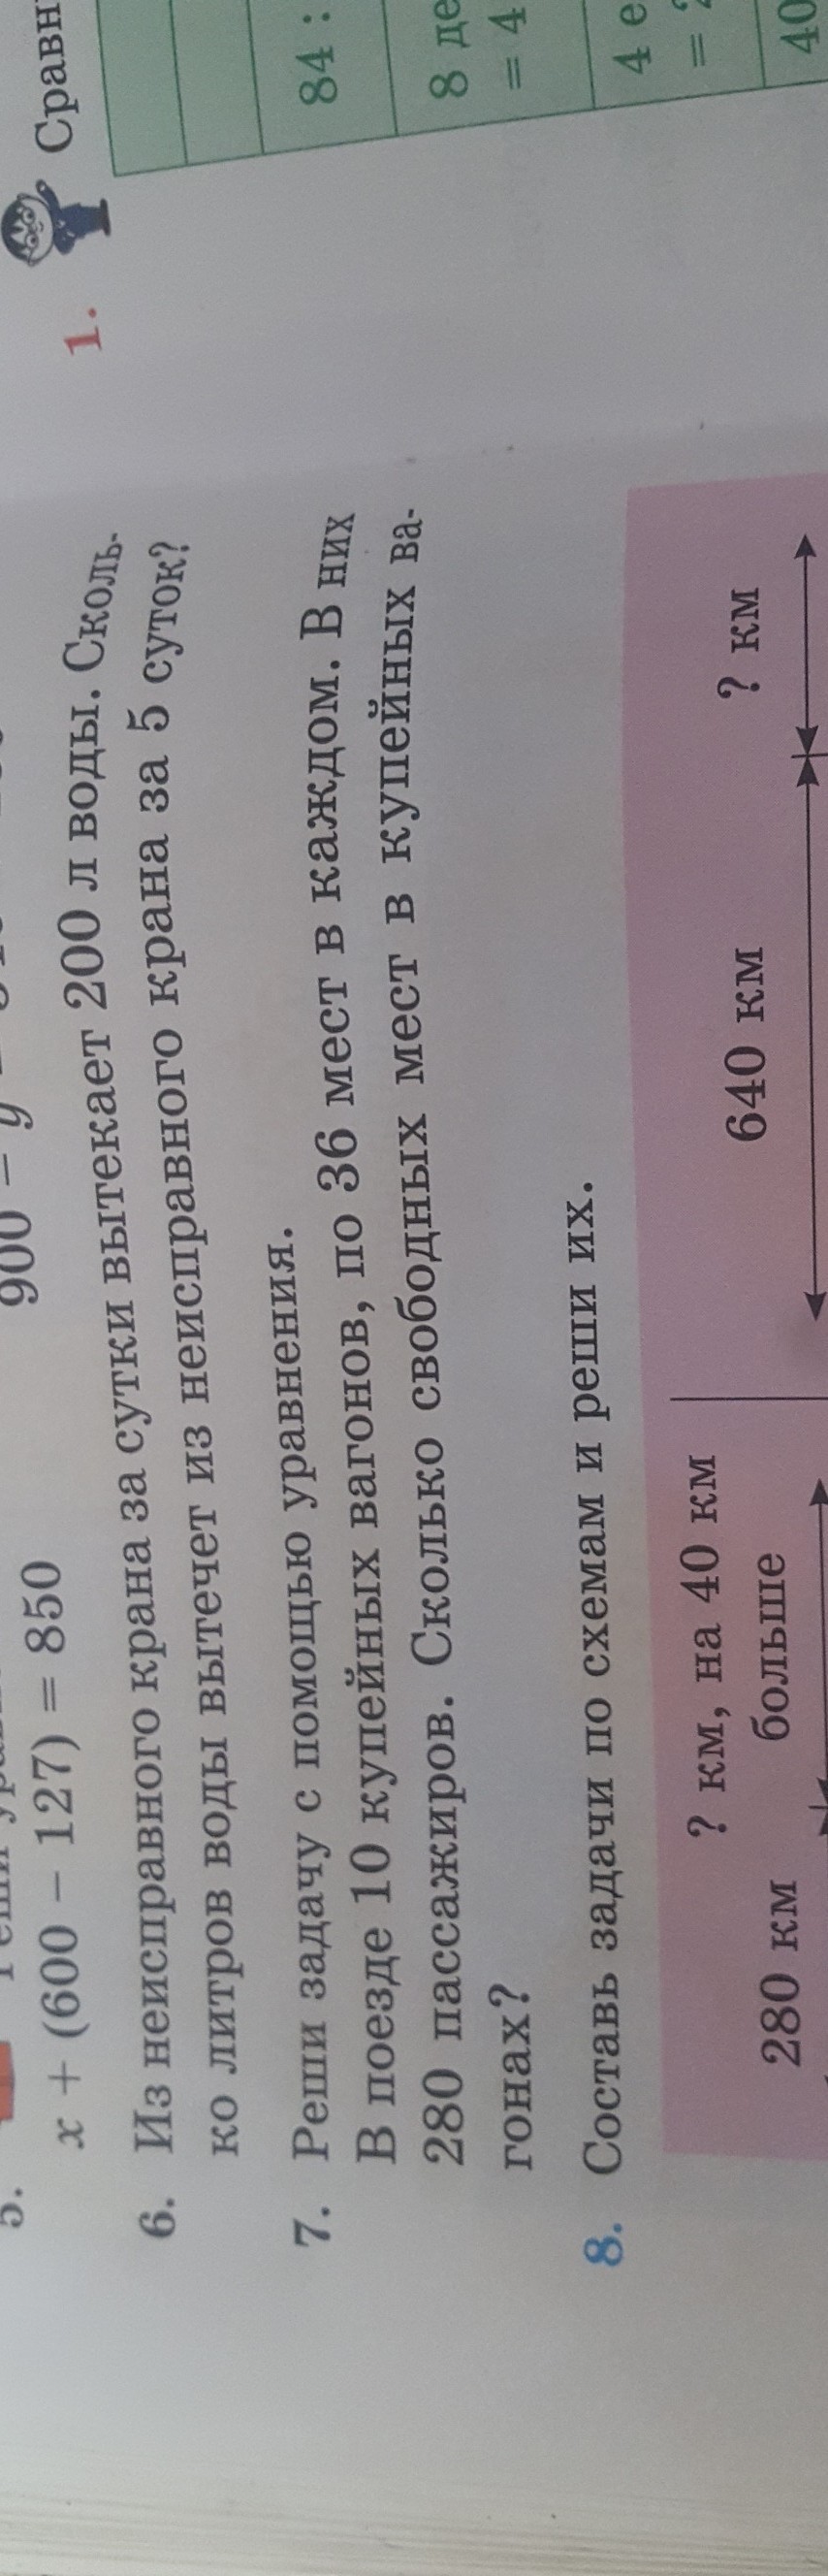 5.
x + (600 − 127) = 850
900 − y
6. Из неисправного крана за сутки вытекает 200 л воды. Сколь-
ко литров воды вытечет из неисправного крана за 5 суток?
7. Реши задачу с помощью уравнения.
В поезде 10 купейных вагонов, по 36 мест в каждом. В них
280 пассажиров. Сколько свободных мест в купейных ва-
гонах?
8. Составь задачи по схемам и реши их.
280 км
? км, на 40 км
больше
640 км
? км
1. Сравн
84 :
8 де
= 4
4 е
=
40